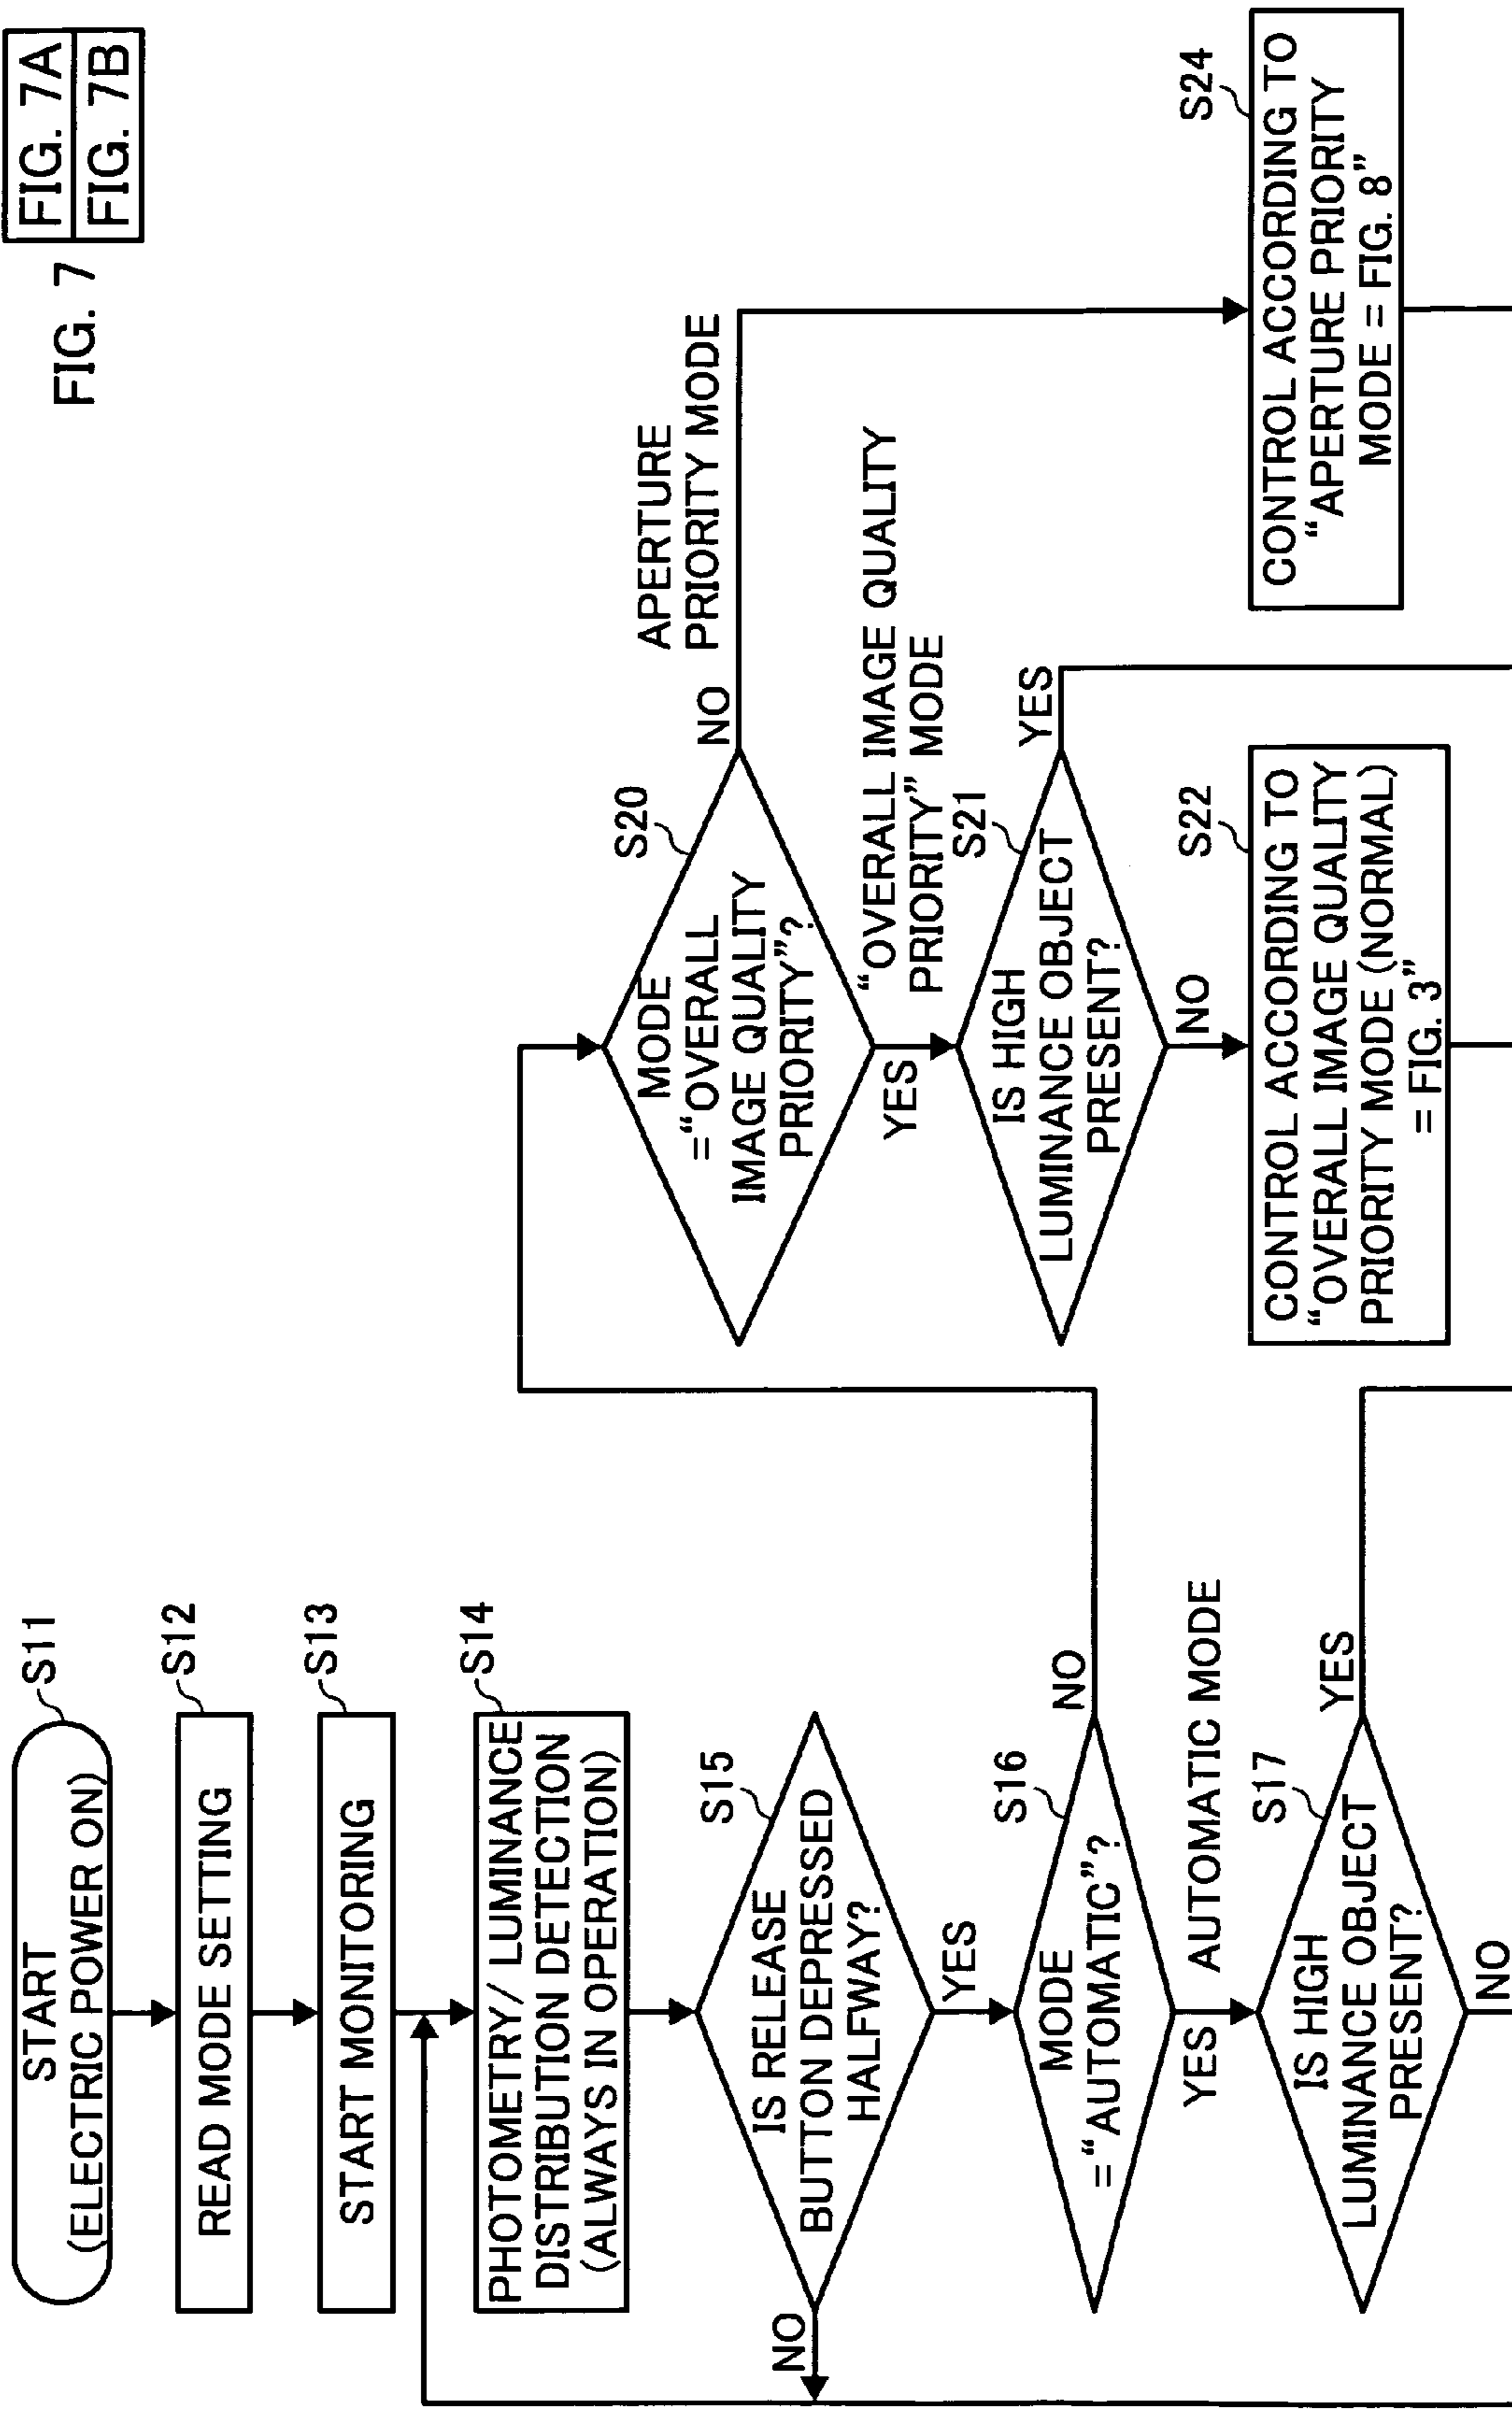 FIG. 7
FIG. 7A
FIG. 7B
START
(ELECTRIC POWER ON)
S11
READ MODE SETTING
S12
START MONITORING
S13
PHOTOMETRY/ LUMINANCE
DISTRIBUTION DETECTION
(ALWAYS IN OPERATION)
S14
IS RELEASE
BUTTON DEPRESSED
HALFWAY?
S15
NO
YES
MODE
=“AUTOMATIC”?
S16
NO
YES
AUTOMATIC MODE
IS HIGH
LUMINANCE OBJECT
PRESENT?
S17
YES
NO
MODE
=“OVERALL
IMAGE QUALITY
PRIORITY”?
S20
NO
APERTURE
PRIORITY MODE
YES
“OVERALL IMAGE QUALITY
PRIORITY” MODE
IS HIGH
LUMINANCE OBJECT
PRESENT?
S21
YES
NO
CONTROL ACCORDING TO
“OVERALL IMAGE QUALITY
PRIORITY MODE (NORMAL)
= FIG. 3”
S22
CONTROL ACCORDING TO
“APERTURE PRIORITY
MODE = FIG. 8”
S24